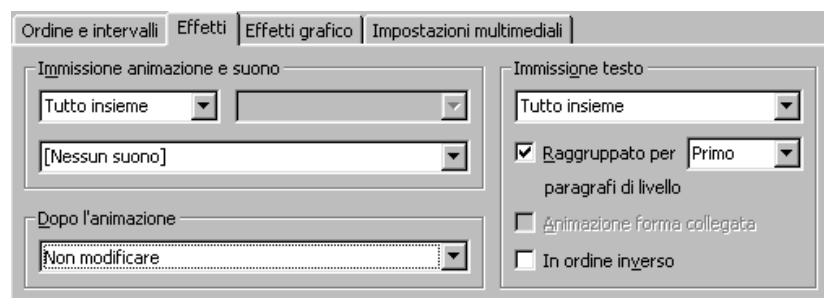 Ordine e intervalli Effetti Effetti grafico Impostazioni multimediali
Immissione animazione e suono
Tutto insieme
[Nessun suono]
Dopo l'animazione
Non modificare
Immissione testo
Tutto insieme
Raggruppato per Primo
paragrafi di livello
Animazione forma collegata
In ordine inverso